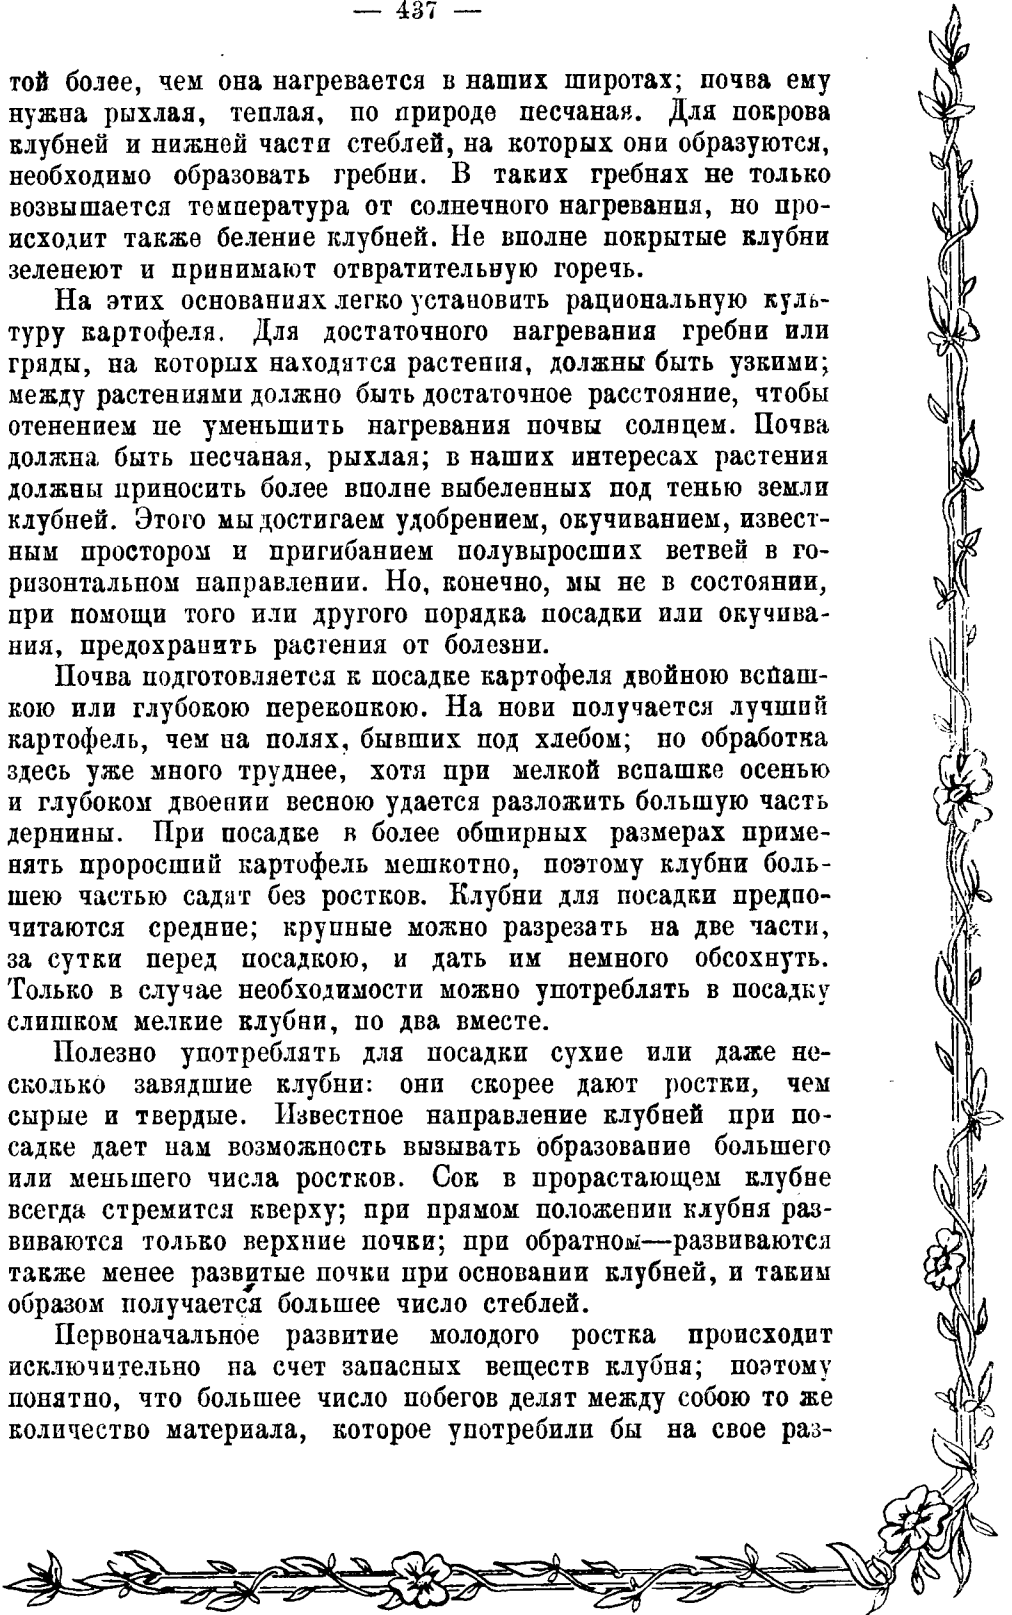 — 437 —
той более, чем она нагревается в наших широтах; почва ему
нужна рыхлая, теплая, по природе песчаная. Для покрова
клубней и нижней части стеблей, на которых они образуются,
необходимо образовать гребни. В таких гребнях не только
возвышается температура от солнечного нагревания, но про-
исходит также беление клубней. Не вполне покрытые клубни
зеленеют и принимают отвратительную горечь.
На этих основаниях легко установить рациональную куль-
туру картофеля. Для достаточного нагревания гребни или
гряды, на которых находятся растения, должны быть узкими;
между растениями должно быть достаточное расстояние, чтобы
отенением не уменьшить нагревания почвы солнцем. Почва
должна быть песчаная, рыхлая; в наших интересах растения
должны приносить более вполне выбеленных под тенью земли
клубней. Этого мы достигаем удобрением, окучиванием, извест-
ным простором и пригибанием полувыросших ветвей в го-
ризонтальном направлении. Но, конечно, мы не в состоянии,
при помощи того или другого порядка посадки или окучива-
ния, предохранить растения от болезни.
Почва подготовляется к посадке картофеля двойною вспаш-
кою или глубокою перекопкою. На нови получается лучший
картофель, чем на полях, бывших под хлебом; но обработка
здесь уже много труднее, хотя при мелкой вспашке осенью
и глубоком двоении весною удается разложить большую часть
дернины. При посадке в более обширных размерах приме-
нять проросший картофель мешкотно, поэтому клубни боль-
шею частью садят без ростков. Клубни для посадки предпо-
читаются средние; крупные можно разрезать на две части,
за сутки перед посадкою, и дать им немного обсохнуть.
Только в случае необходимости можно употреблять в посадку
слишком мелкие клубни, по два вместе.
Полезно употреблять для посадки сухие или даже не-
сколько завядшие клубни: они скорее дают ростки, чем
сырые и твердые. Известное направление клубней при по-
садке дает нам возможность вызывать образование большего
или меньшего числа ростков. Сок в прорастающем клубне
всегда стремится кверху; при прямом положении клубня раз-
виваются только верхние почки; при обратном—развиваются
также менее развитые почки при основании клубней, и таким
образом получается большее число стеблей.
Первоначальное развитие молодого ростка происходит
исключительно на счет запасных веществ клубня; поэтому
понятно, что большее число побегов делят между собою то же
количество материала, которое употребили бы на свое раз-